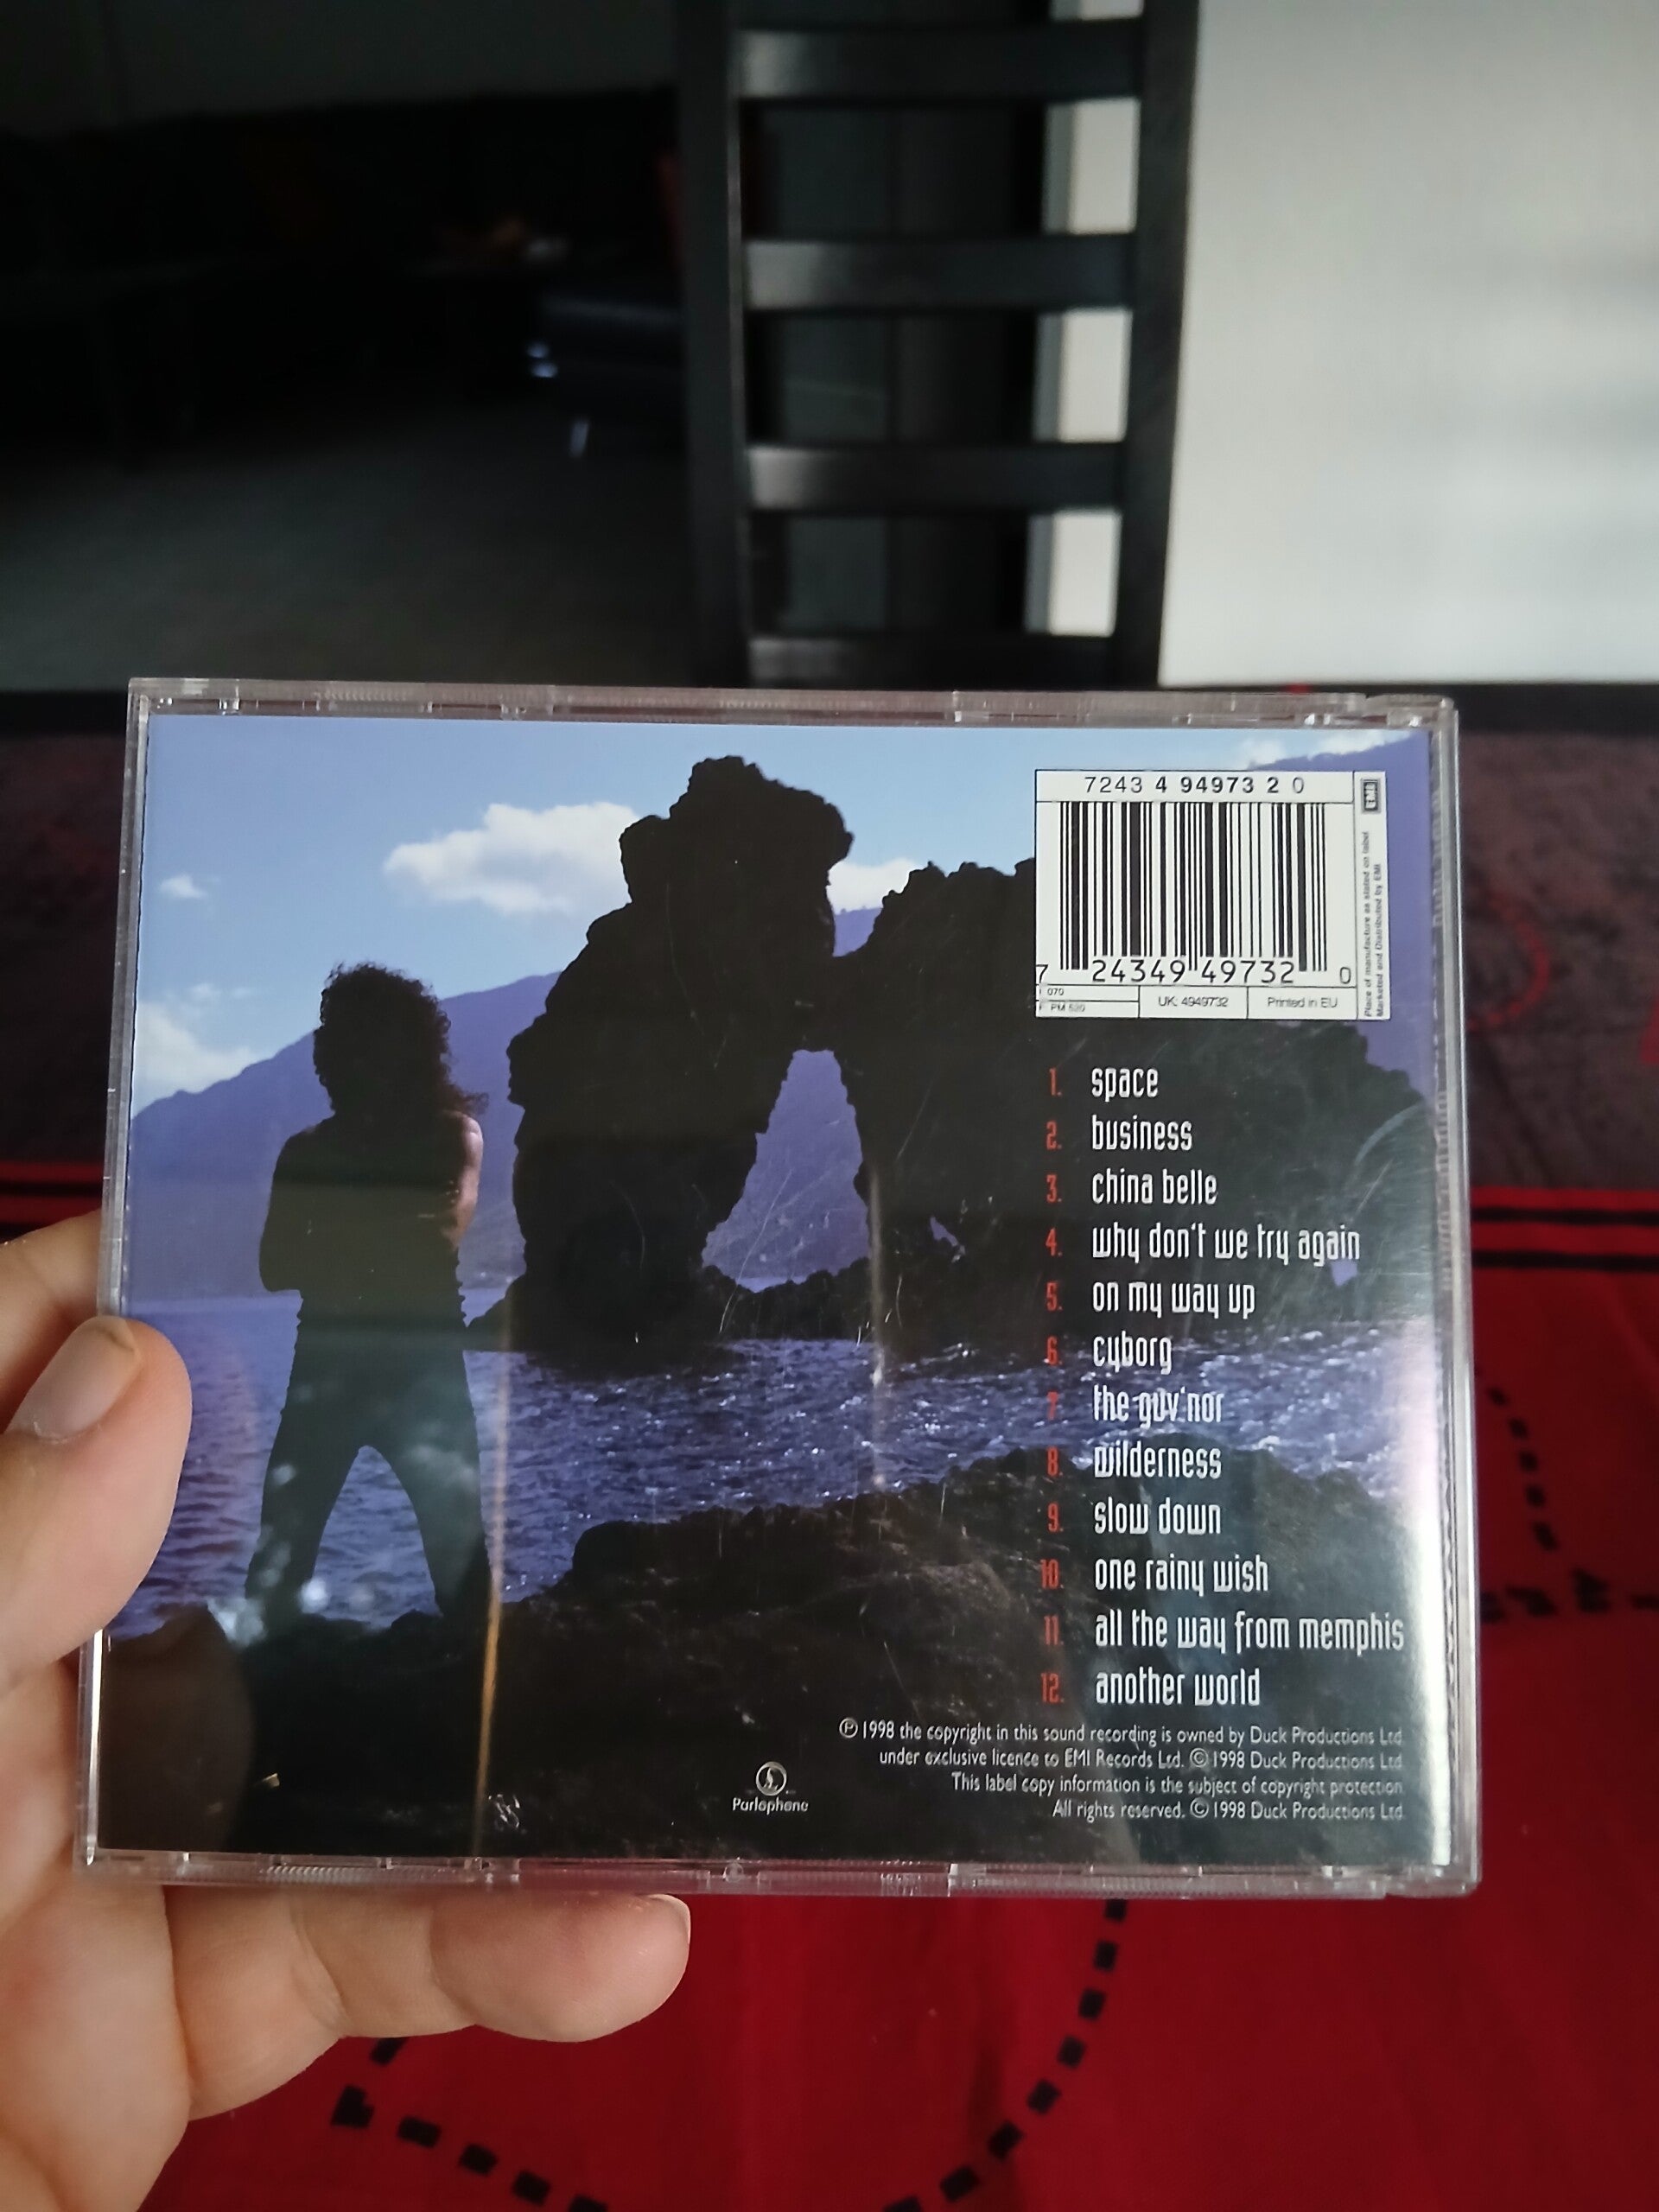 7243 4 94973 2 0
EMI
Place of manufacture as stated on label
Marketed and Distributed by EMI
7 24349 49732 0
070
PM 520
UK: 4949732
Printed in EU
1. space
2. business
3. china belle
4. why don't we try again
5. on my way up
6. cyborg
7. the guv'nor
8. wilderness
9. slow down
10. one rainy wish
11. all the way from memphis
12. another world
℗ 1998 the copyright in this sound recording is owned by Duck Productions Ltd.
under exclusive licence to EMI Records Ltd. © 1998 Duck Productions Ltd.
This label copy information is the subject of copyright protection.
All rights reserved. © 1998 Duck Productions Ltd.
Parlophone